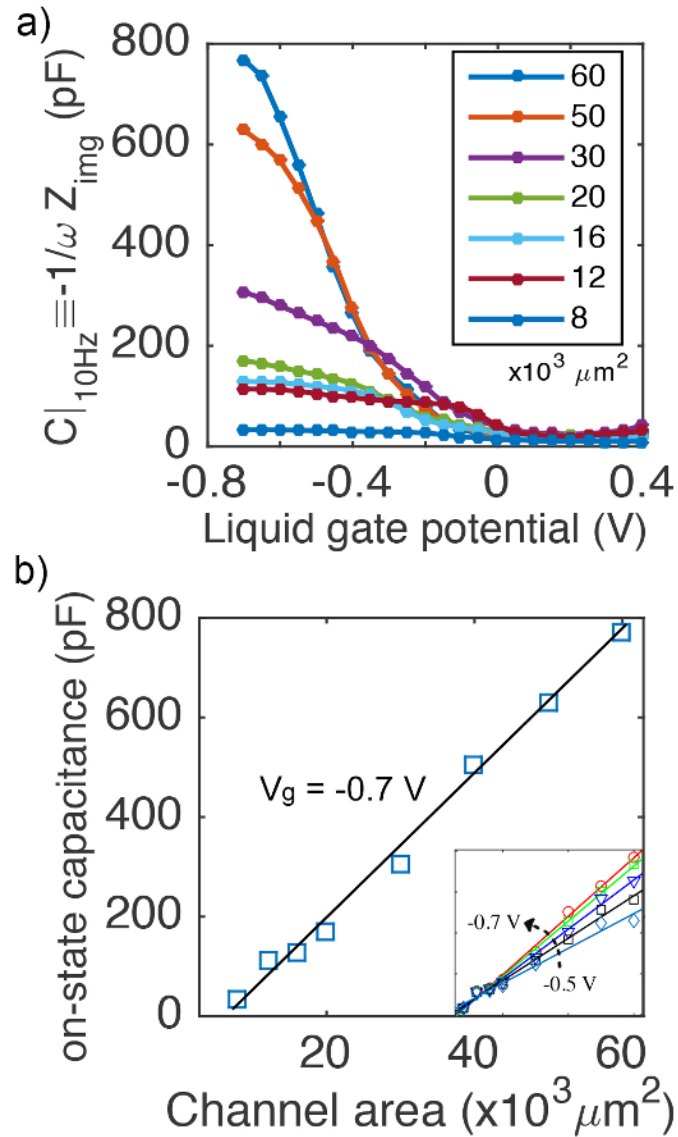 a)
800
600
400
200
0
C|10Hz≡-1/ω Zimg (pF)
60
50
30
20
16
12
8
x10³ μm²
-0.8
-0.4
0
0.4
Liquid gate potential (V)
b)
800
600
400
200
0
on-state capacitance (pF)
Vg = -0.7 V
-0.7 V
-0.5 V
20
40
60
Channel area (x10³μm²)